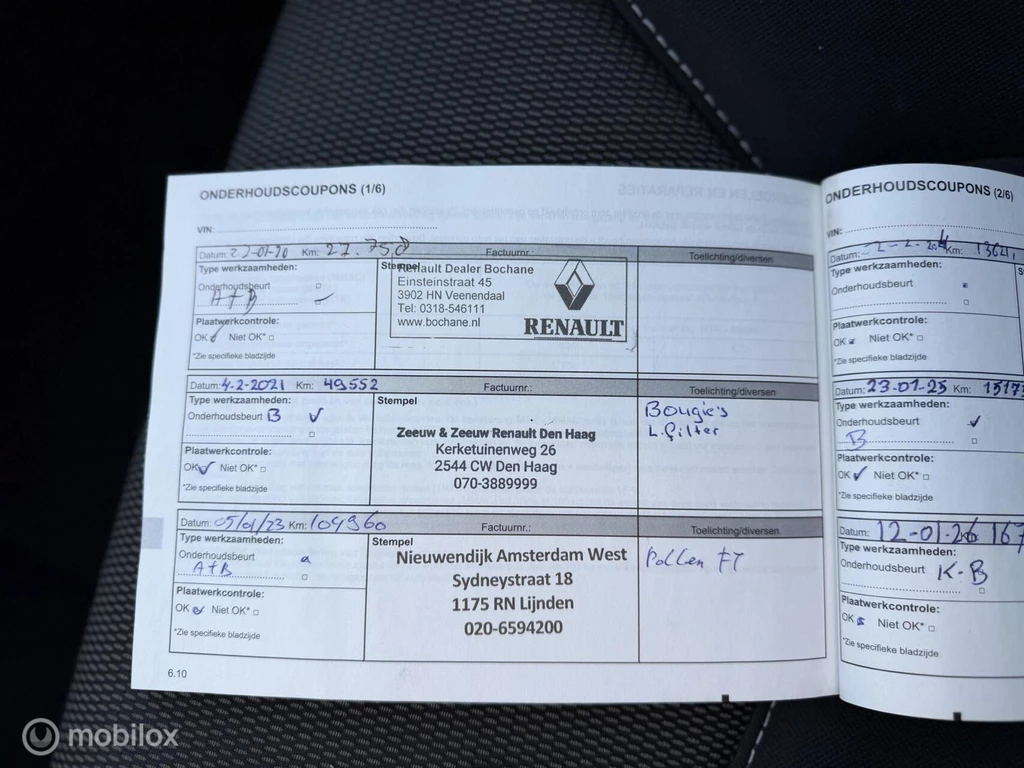 ONDERHOUDSCOUPONS (1/6)
VIN:
Datum: 22-01-20 Km: 27.758 Factuurnr.: Toelichting/diversen
Type werkzaamheden: Stempel
Onderhoudsbeurt
A+B
Plaatwerkcontrole:
OK Niet OK*
*Zie specifieke bladzijde
Renault Dealer Bochane
Einsteinstraat 45
3902 HN Veenendaal
Tel: 0318-546111
www.bochane.nl
RENAULT
Datum: 4-2-2021 Km: 49552 Factuurnr.: Toelichting/diversen
Type werkzaamheden: Stempel
Onderhoudsbeurt B
Plaatwerkcontrole:
OK Niet OK*
*Zie specifieke bladzijde
Zeeuw & Zeeuw Renault Den Haag
Kerketuinenweg 26
2544 CW Den Haag
070-3889999
Bougie's
L.Filter
Datum: 05/01/23 Km: 104960 Factuurnr.: Toelichting/diversen
Type werkzaamheden: Stempel
Onderhoudsbeurt
A+B
Plaatwerkcontrole:
OK Niet OK*
*Zie specifieke bladzijde
Nieuwendijk Amsterdam West
Sydneystraat 18
1175 RN Lijnden
020-6594200
Pollen
6.10
ONDERHOUDSCOUPONS (2/6)
VIN:
Datum: Km: 13621
Type werkzaamheden:
Onderhoudsbeurt
Plaatwerkcontrole:
OK Niet OK*
*Zie specifieke bladzijde
Datum: 23-01-25 Km: 15175
Type werkzaamheden:
Onderhoudsbeurt
B
Plaatwerkcontrole:
OK Niet OK*
*Zie specifieke bladzijde
Datum: 12-01-26 167
Type werkzaamheden:
Onderhoudsbeurt K-B
Plaatwerkcontrole:
OK Niet OK*
*Zie specifieke bladzijde
mobilox